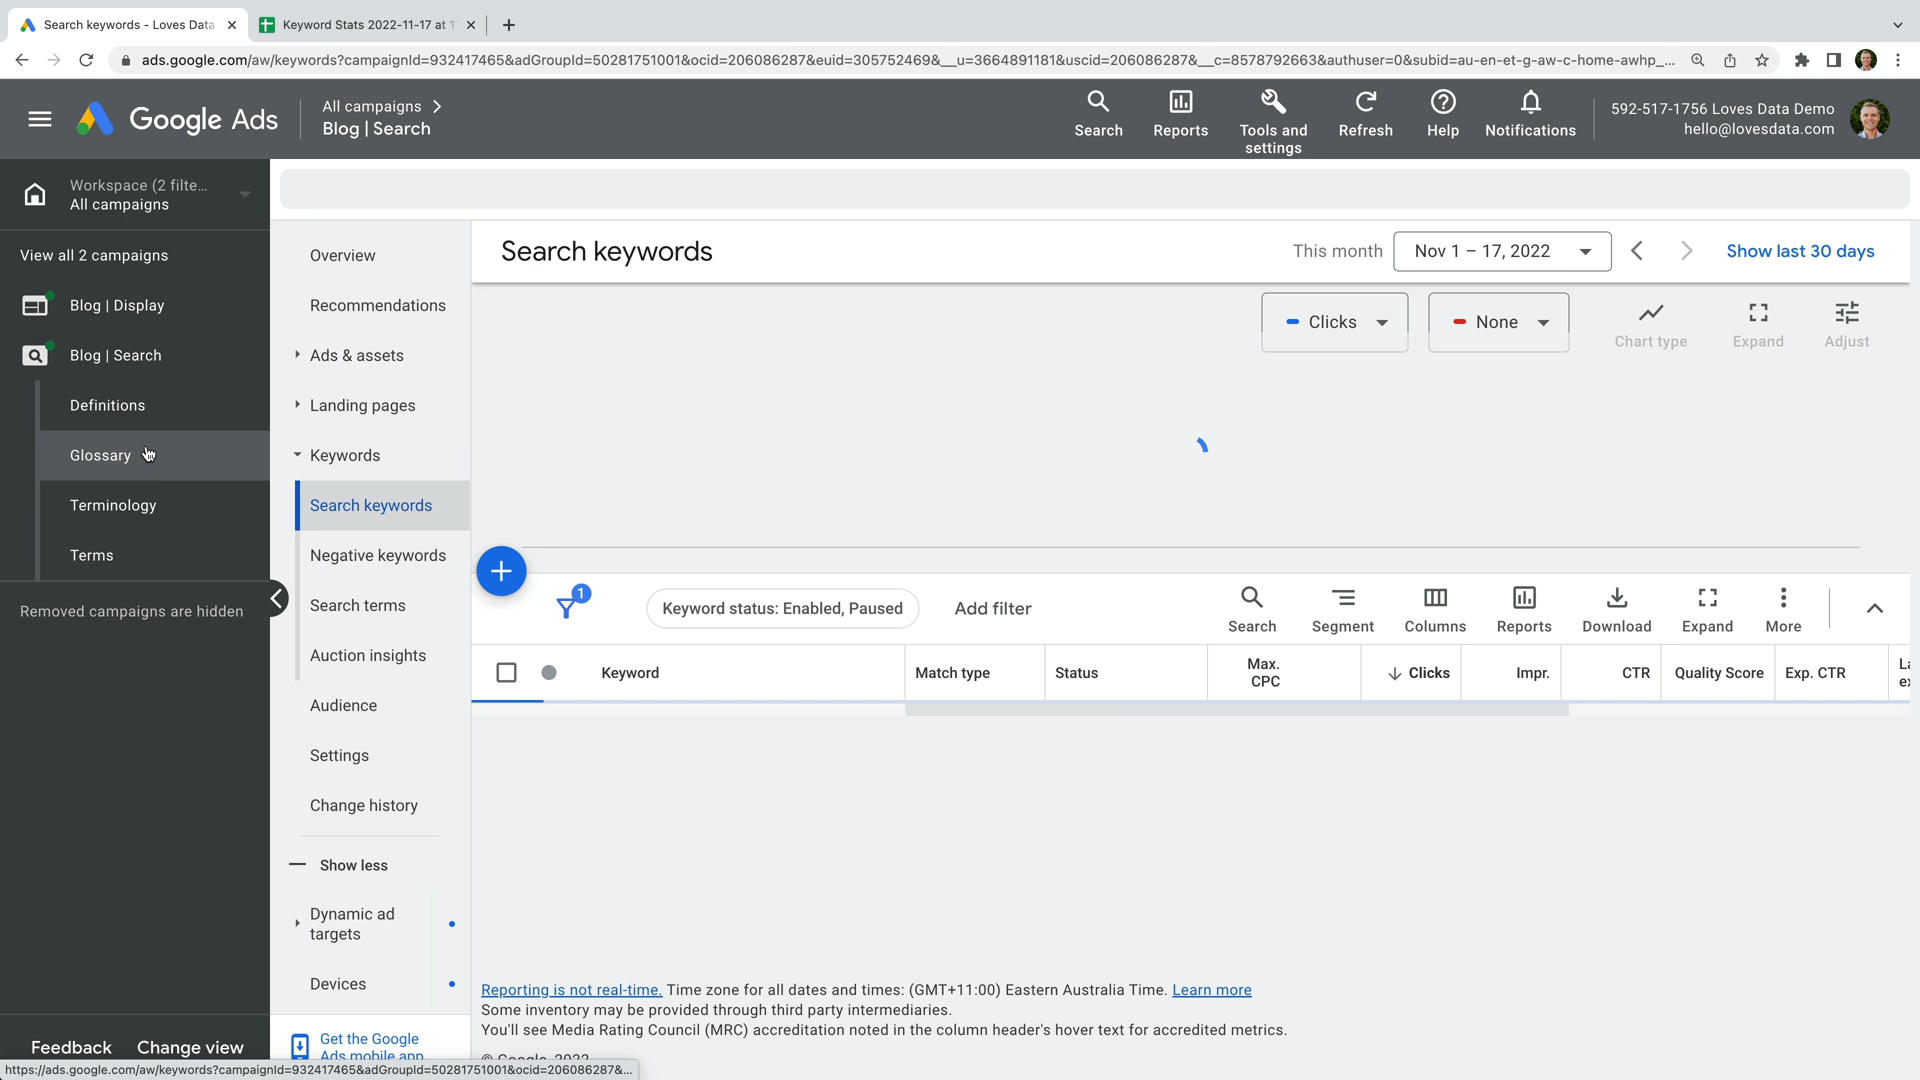 Search keywords - Loves Data
Keyword Stats 2022-11-17 at 1
ads.google.com/aw/keywords?campaignId=932417465&adGroupId=50281751001&ocid=206086287&euid=305752469&__u=3664891181&uscid=206086287&__c=8578792663&authuser=0&subid=au-en-et-g-aw-c-home-awhp_...
Google Ads
All campaigns
Blog | Search
Search
Reports
Tools and
settings
Refresh
Help
Notifications
592-517-1756 Loves Data Demo
hello@lovesdata.com
Workspace (2 filte...
All campaigns
View all 2 campaigns
Blog | Display
Blog | Search
Definitions
Glossary
Terminology
Terms
Removed campaigns are hidden
Feedback
Change view
Overview
Recommendations
Ads & assets
Landing pages
Keywords
Search keywords
Negative keywords
Search terms
Auction insights
Audience
Settings
Change history
Show less
Dynamic ad
targets
Devices
Get the Google
Ads mobile app
Search keywords
This month
Nov 1 – 17, 2022
Show last 30 days
Clicks
None
Chart type
Expand
Adjust
1
Keyword status: Enabled, Paused
Add filter
Search
Segment
Columns
Reports
Download
Expand
More
Keyword
Match type
Status
Max.
CPC
Clicks
Impr.
CTR
Quality Score
Exp. CTR
Reporting is not real-time. Time zone for all dates and times: (GMT+11:00) Eastern Australia Time. Learn more
Some inventory may be provided through third party intermediaries.
You'll see Media Rating Council (MRC) accreditation noted in the column header's hover text for accredited metrics.
© Google, 2022
https://ads.google.com/aw/keywords?campaignId=932417465&adGroupId=50281751001&ocid=206086287&...